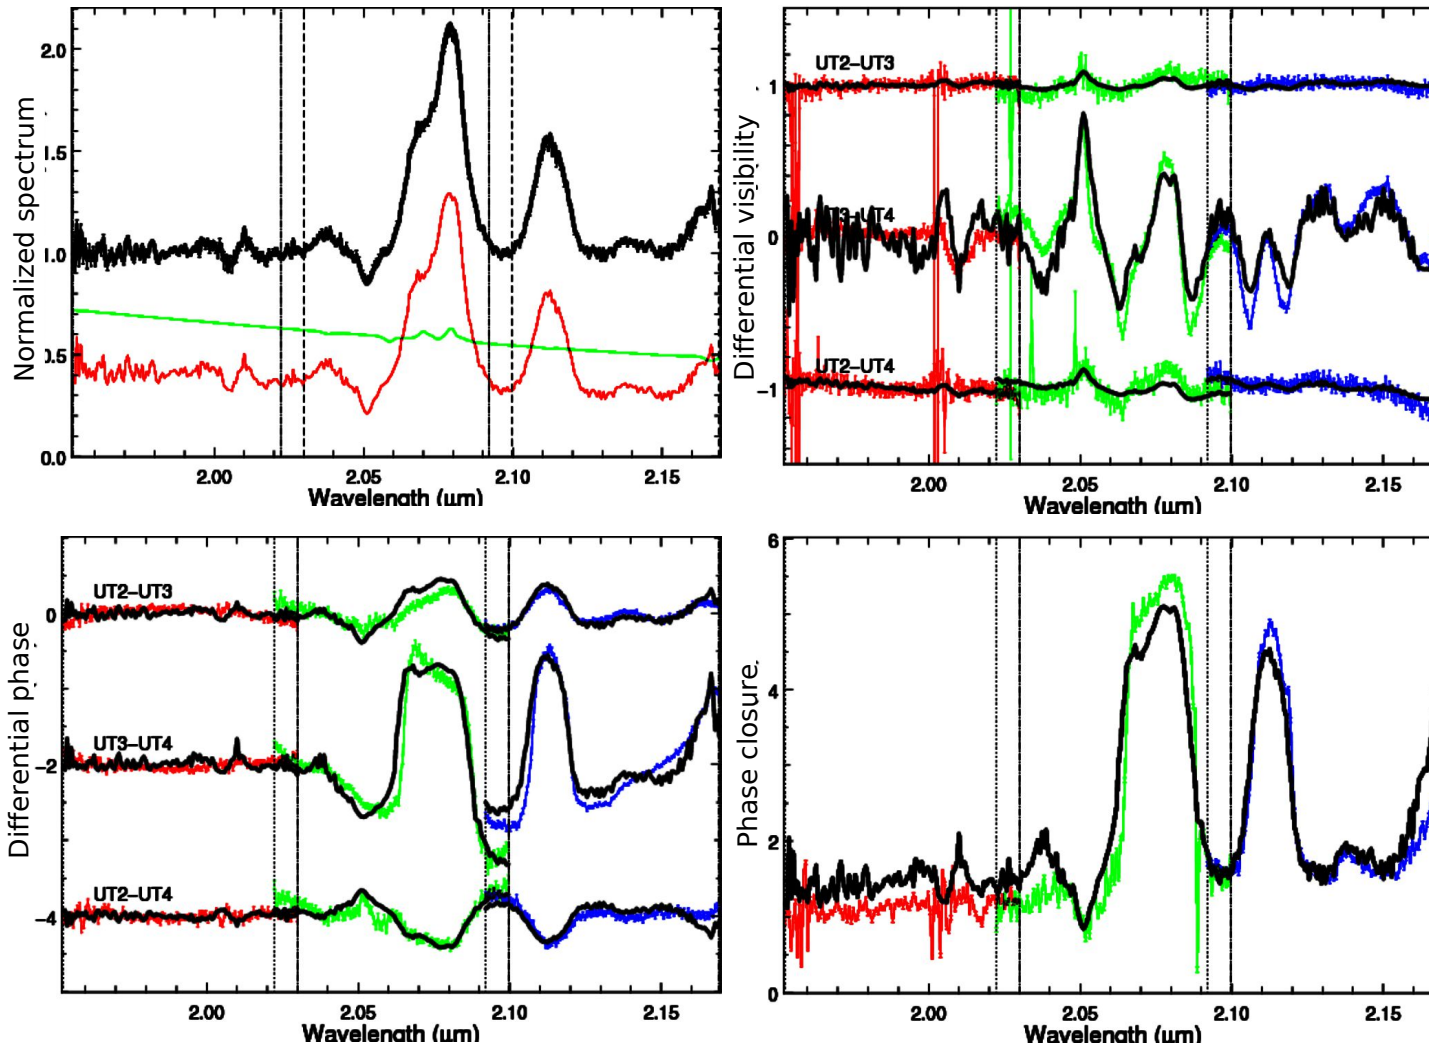 Normalized spectrum
2.0
1.5
1.0
0.5
0.0
2.00 2.05 2.10 2.15
Wavelength (μm)
Differential visibility
1
0
−1
UT2−UT3
UT3−UT4
UT2−UT4
2.00 2.05 2.10 2.15
Wavelength (μm)
Differential phase
0
−2
−4
UT2−UT3
UT3−UT4
UT2−UT4
2.00 2.05 2.10 2.15
Wavelength (μm)
Phase closure
6
4
2
0
2.00 2.05 2.10 2.15
Wavelength (μm)